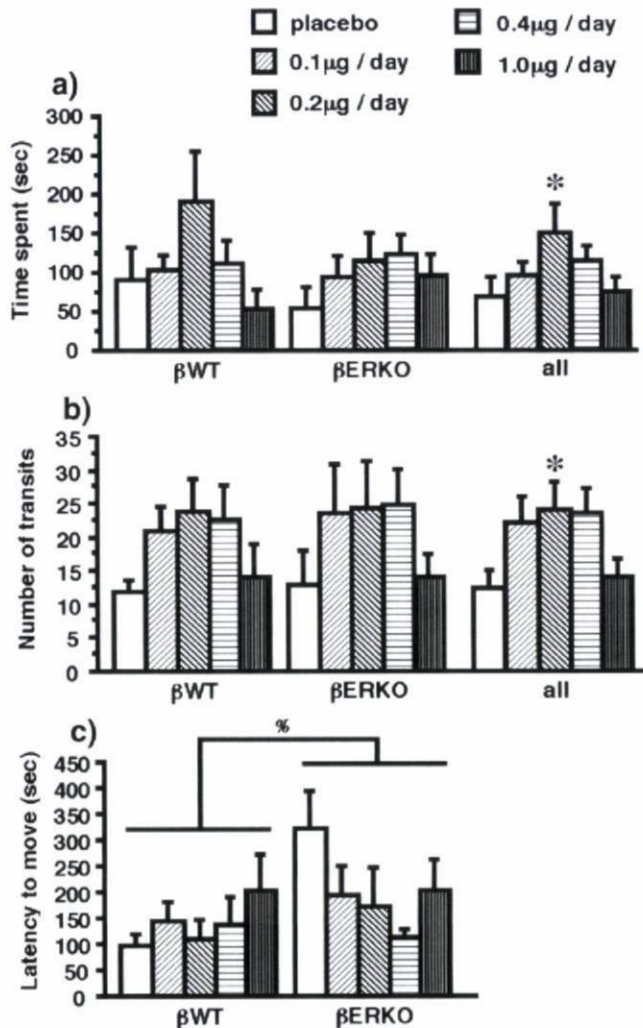 placebo
0.1µg / day
0.2µg / day
0.4µg / day
1.0µg / day
a)
Time spent (sec)
300
250
200
150
100
50
0
*
βWT
βERKO
all
b)
Number of transits
35
30
25
20
15
10
5
0
*
βWT
βERKO
all
c)
Latency to move (sec)
450
400
350
300
250
200
150
100
50
0
%
βWT
βERKO